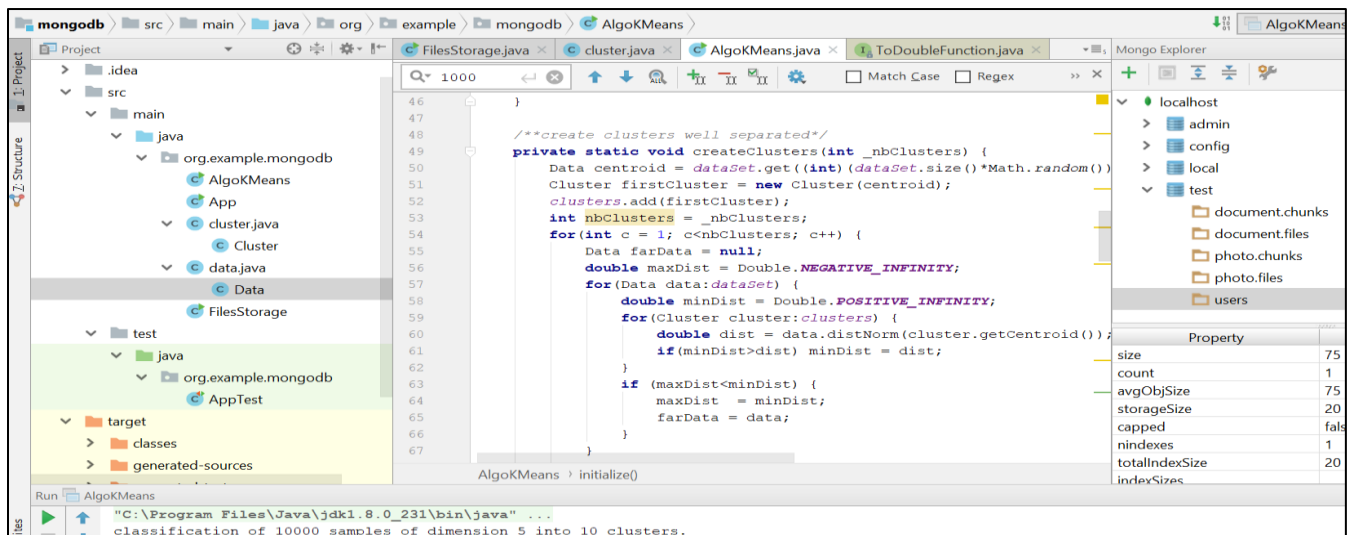 mongodb src main java org example mongodb AlgoKMeans AlgoKMeans
Project
FilesStorage.java cluster.java AlgoKMeans.java ToDoubleFunction.java
Mongo Explorer
1: Project
Z: Structure
.idea
src
main
java
org.example.mongodb
AlgoKMeans
App
cluster.java
Cluster
data.java
Data
FilesStorage
test
java
org.example.mongodb
AppTest
target
classes
generated-sources
1000 Match Case Regex
46 }
47
48 /**create clusters well separated*/
49 private static void createClusters(int _nbClusters) {
50 Data centroid = dataSet.get((int)(dataSet.size()*Math.random())
51 Cluster firstCluster = new Cluster(centroid);
52 clusters.add(firstCluster);
53 int nbClusters = _nbClusters;
54 for(int c = 1; c<nbClusters; c++) {
55 Data farData = null;
56 double maxDist = Double.NEGATIVE_INFINITY;
57 for(Data data:dataSet) {
58 double minDist = Double.POSITIVE_INFINITY;
59 for(Cluster cluster:clusters) {
60 double dist = data.distNorm(cluster.getCentroid());
61 if(minDist>dist) minDist = dist;
62 }
63 if (maxDist<minDist) {
64 maxDist = minDist;
65 farData = data;
66 }
67 }
AlgoKMeans initialize()
localhost
admin
config
local
test
document.chunks
document.files
photo.chunks
photo.files
users
Property
size 75
count 1
avgObjSize 75
storageSize 20
capped fals
nindexes 1
totalIndexSize 20
indexSizes
Run AlgoKMeans
"C:\Program Files\Java\jdk1.8.0_231\bin\java" ...
classification of 10000 samples of dimension 5 into 10 clusters.